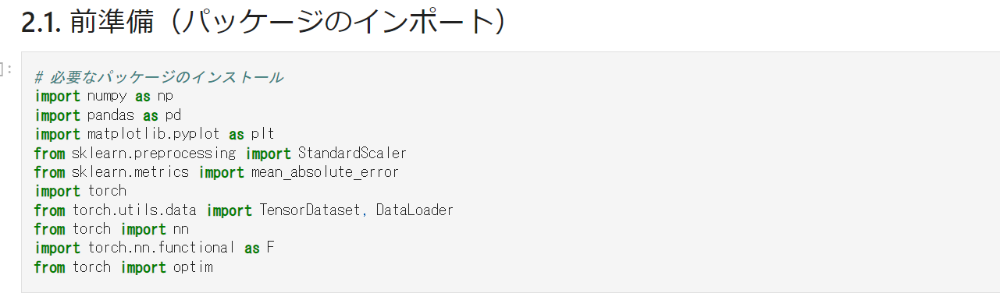 2.1. 前準備（パッケージのインポート）
]:
# 必要なパッケージのインストール
import numpy as np
import pandas as pd
import matplotlib.pyplot as plt
from sklearn.preprocessing import StandardScaler
from sklearn.metrics import mean_absolute_error
import torch
from torch.utils.data import TensorDataset, DataLoader
from torch import nn
import torch.nn.functional as F
from torch import optim